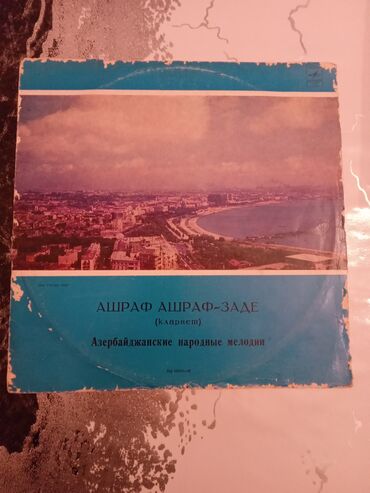 АШРАФ АШРАФ-ЗАДЕ
(кларнет)
Азербайджанские народные мелодии